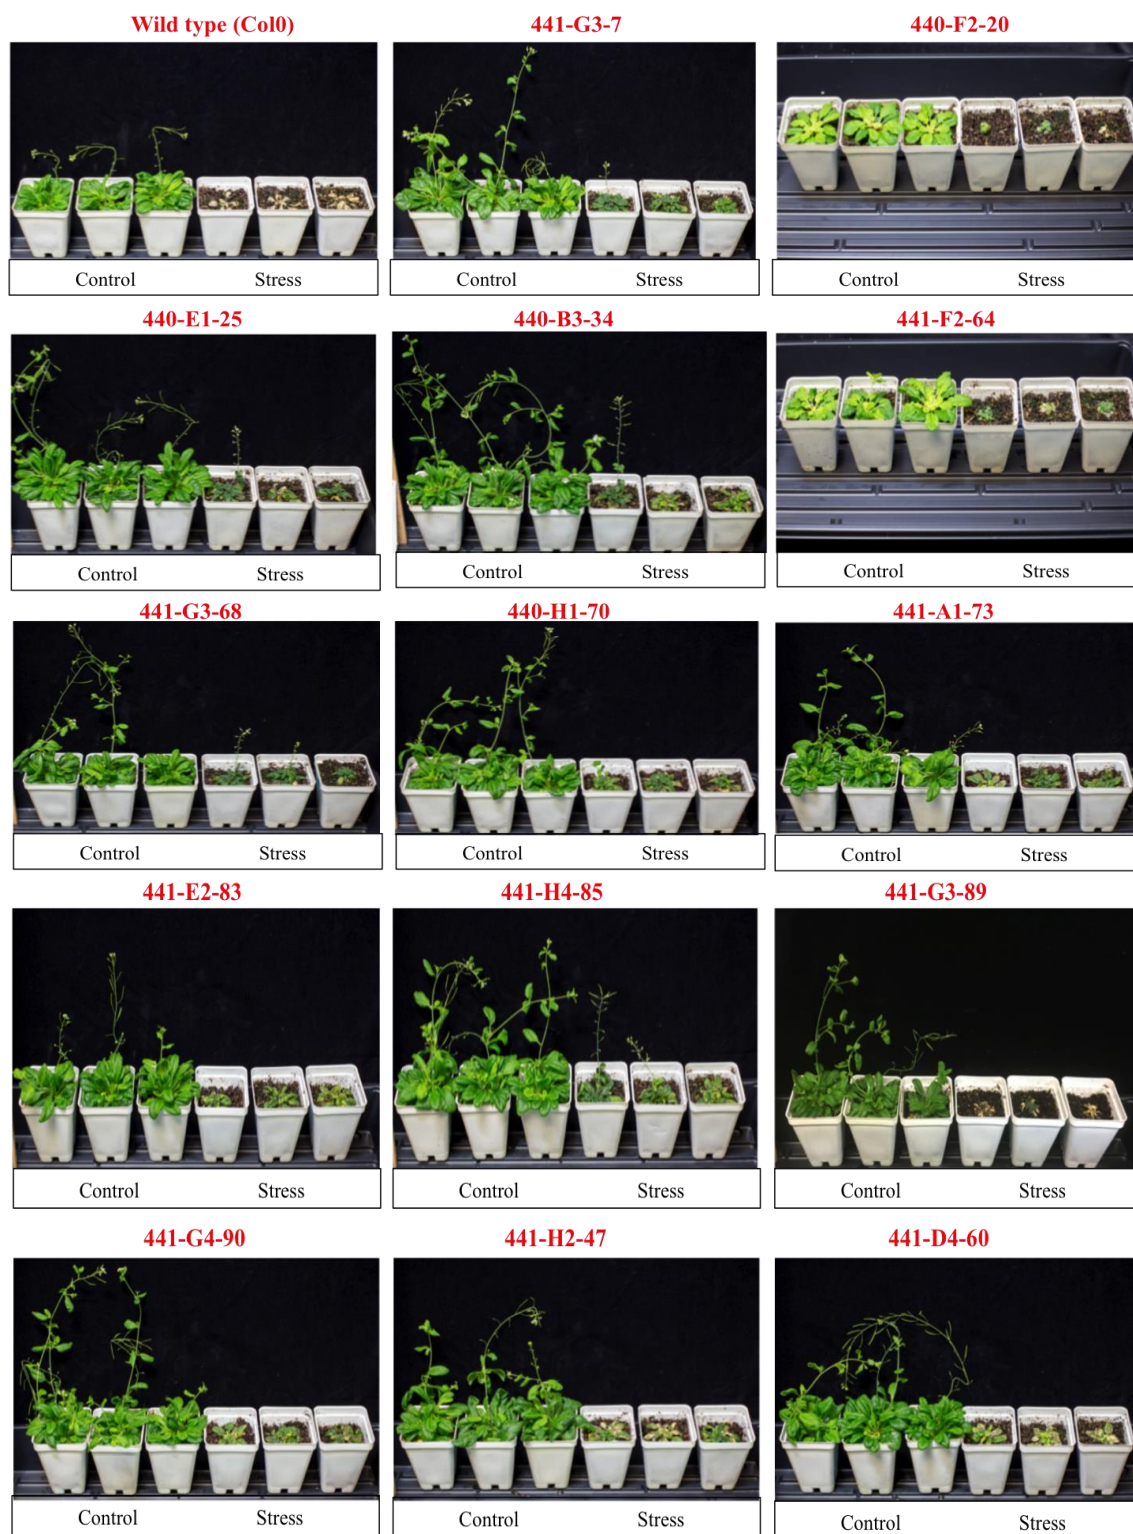 Wild type (Col0) 441-G3-7 440-F2-20
Control Stress Control Stress Control Stress
440-E1-25 440-B3-34 441-F2-64
Control Stress Control Stress Control Stress
441-G3-68 440-H1-70 441-A1-73
Control Stress Control Stress Control Stress
441-E2-83 441-H4-85 441-G3-89
Control Stress Control Stress Control Stress
441-G4-90 441-H2-47 441-D4-60
Control Stress Control Stress Control Stress